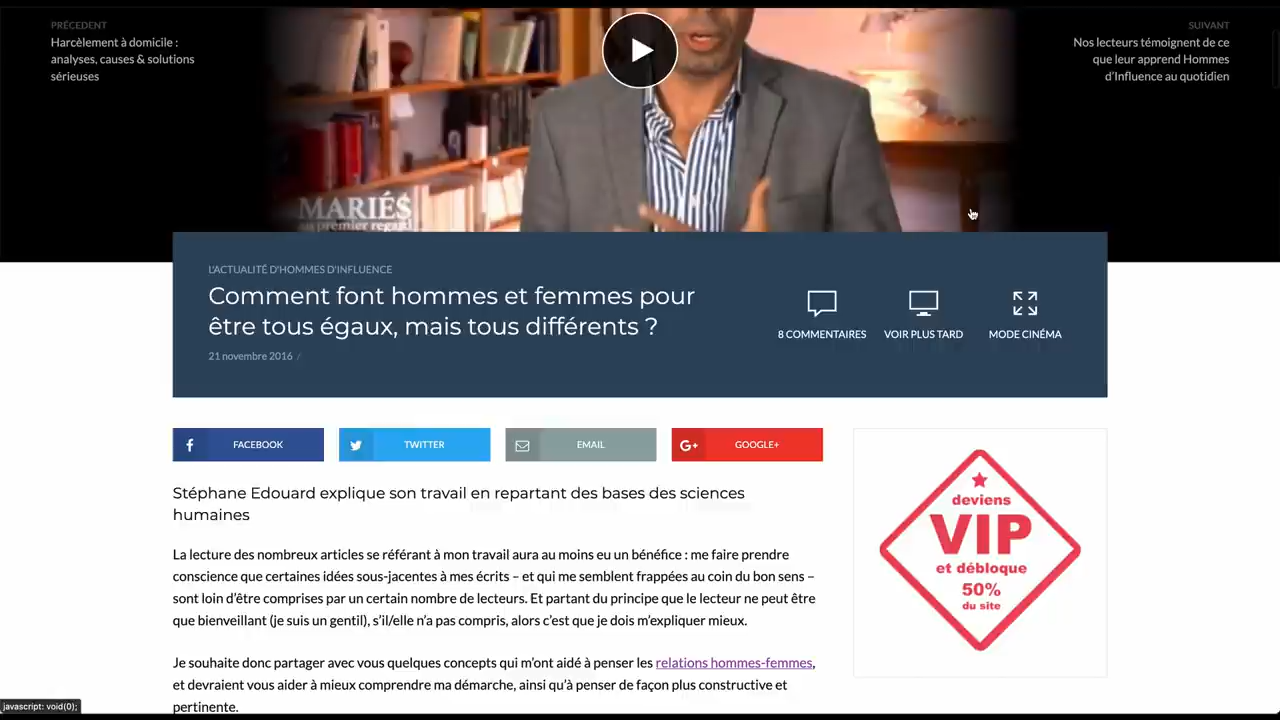 PRÉCÉDENT
Harcèlement à domicile :
analyses, causes & solutions
sérieuses
SUIVANT
Nos lecteurs témoignent de ce
que leur apprend Hommes
d'Influence au quotidien
MARIÉS
au premier regard
L'ACTUALITÉ D'HOMMES D'INFLUENCE
Comment font hommes et femmes pour
être tous égaux, mais tous différents ?
21 novembre 2016 /
8 COMMENTAIRES
VOIR PLUS TARD
MODE CINÉMA
FACEBOOK
TWITTER
EMAIL
G+ GOOGLE+
Stéphane Edouard explique son travail en repartant des bases des sciences
humaines
La lecture des nombreux articles se référant à mon travail aura au moins eu un bénéfice : me faire prendre
conscience que certaines idées sous-jacentes à mes écrits – et qui me semblent frappées au coin du bon sens –
sont loin d'être comprises par un certain nombre de lecteurs. Et partant du principe que le lecteur ne peut être
que bienveillant (je suis un gentil), s'il/elle n'a pas compris, alors c'est que je dois m'expliquer mieux.
Je souhaite donc partager avec vous quelques concepts qui m'ont aidé à penser les relations hommes-femmes,
et devraient vous aider à mieux comprendre ma démarche, ainsi qu'à penser de façon plus constructive et
pertinente.
deviens
VIP
et débloque
50%
du site
javascript: void(0);